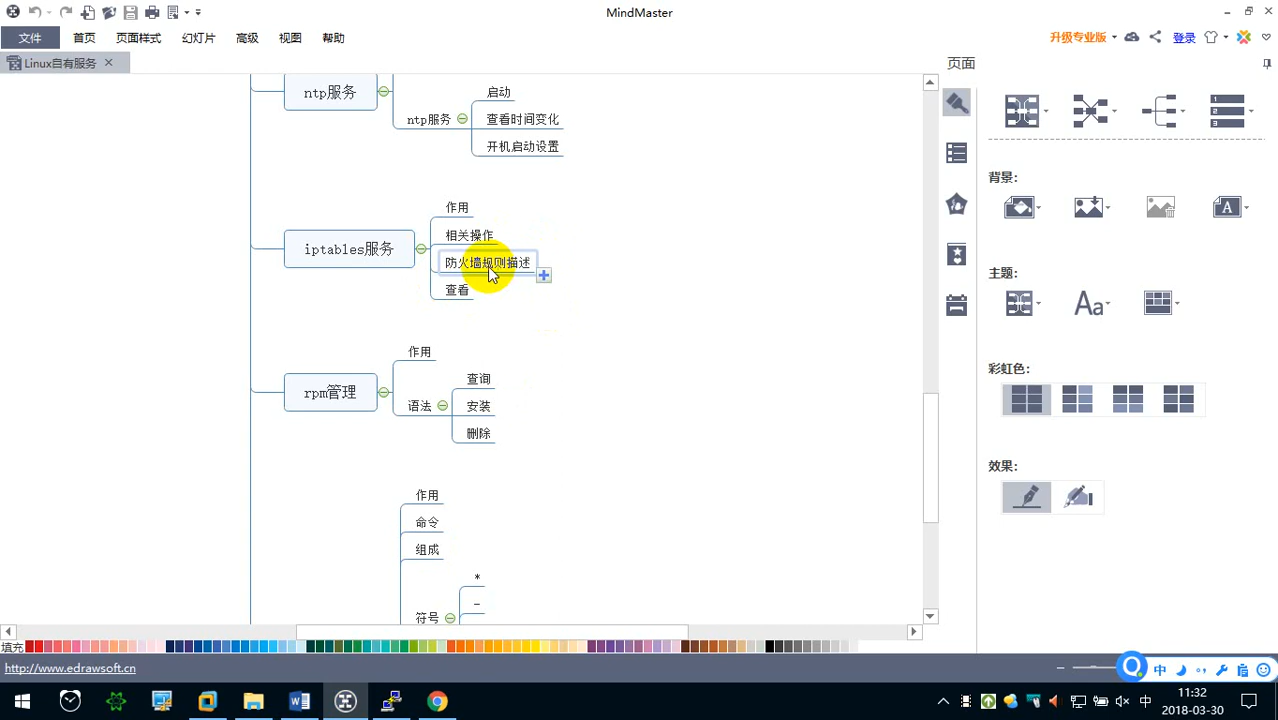 MindMaster
文件
首页
页面样式
幻灯片
高级
视图
帮助
升级专业版
登录
Linux自有服务
页面
ntp服务
启动
ntp服务
查看时间变化
开机启动设置
作用
相关操作
iptables服务
防火墙规则描述
查看
作用
rpm管理
查询
语法
安装
删除
作用
命令
组成
*
符号
-
背景:
主题:
Aa
彩虹色:
效果:
填充
http://www.edrawsoft.cn
中
中
11:32
2018-03-30